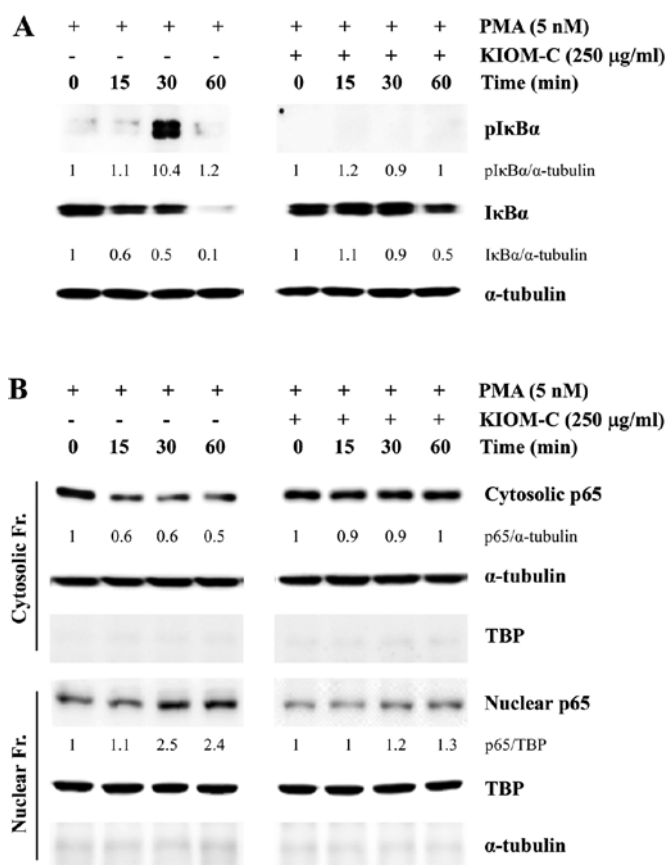 A + + + + + + + + PMA (5 nM)
- - - - + + + + KIOM-C (250 μg/ml)
0 15 30 60 0 15 30 60 Time (min)
pIκBα
1 1.1 10.4 1.2 1 1.2 0.9 1 pIκBα/α-tubulin
IκBα
1 0.6 0.5 0.1 1 1.1 0.9 0.5 IκBα/α-tubulin
α-tubulin
B + + + + + + + + PMA (5 nM)
- - - - + + + + KIOM-C (250 μg/ml)
0 15 30 60 0 15 30 60 Time (min)
Cytosolic Fr.
Cytosolic p65
1 0.6 0.6 0.5 1 0.9 0.9 1 p65/α-tubulin
α-tubulin
TBP
Nuclear Fr.
Nuclear p65
1 1.1 2.5 2.4 1 1 1.2 1.3 p65/TBP
TBP
α-tubulin